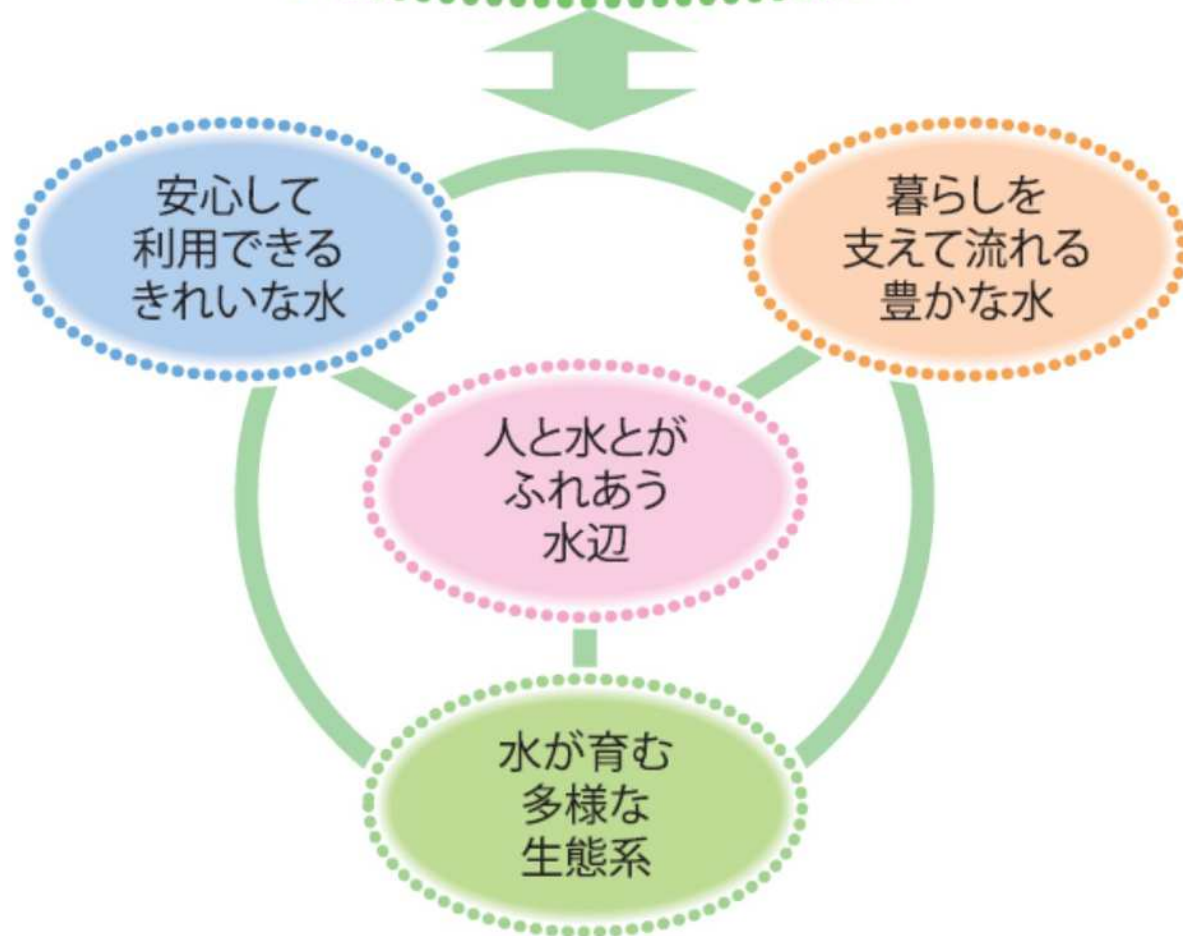 安心して
利用できる
きれいな水
暮らしを
支えて流れる
豊かな水
人と水とが
ふれあう
水辺
水が育む
多様な
生態系